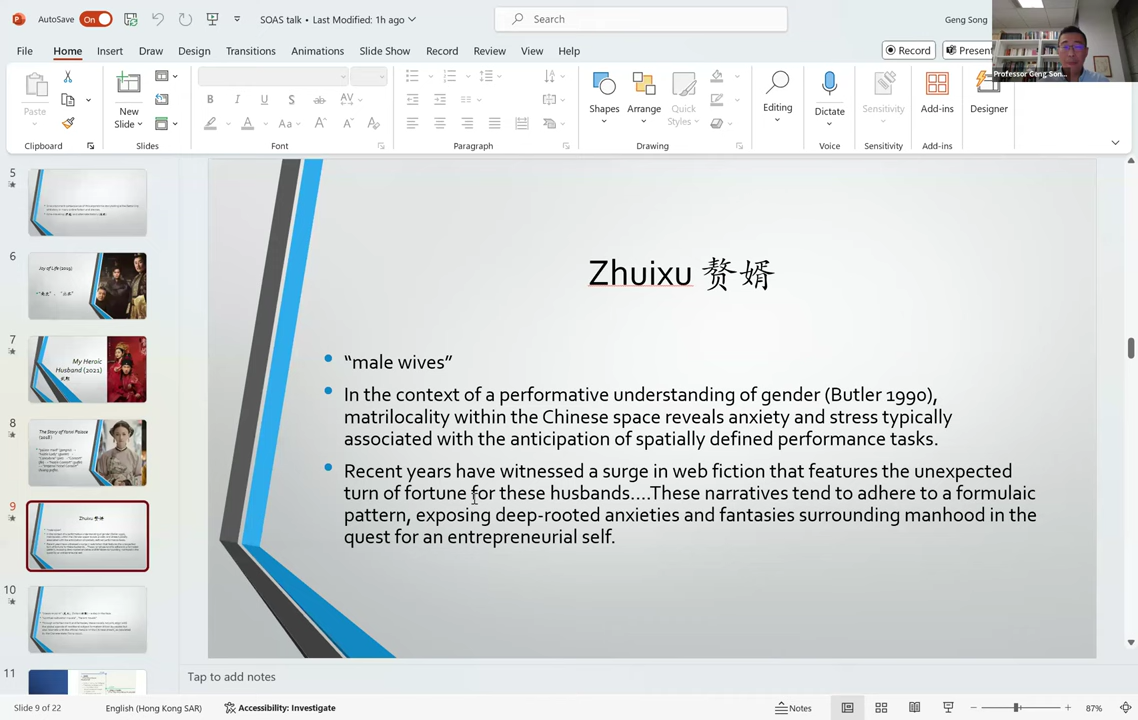 AutoSave
On
SOAS talk • Last Modified: 1h ago
Search
Geng Song
File
Home
Insert
Draw
Design
Transitions
Animations
Slide Show
Record
Review
View
Help
Record
Present
Professor Geng Son...
Paste
New
Slide
Shapes
Arrange
Quick
Styles
Editing
Dictate
Sensitivity
Add-ins
Designer
Clipboard
Slides
Font
Paragraph
Drawing
Voice
Sensitivity
Add-ins
5
6
Joy of Life (2019)
7
My Heroic
Husband (2021)
赘婿
8
The Story of Yanxi Palace
(2018)
9
Zhuixu 赘婿
10
11
Zhuixu 赘婿
“male wives”
In the context of a performative understanding of gender (Butler 1990),
matrilocality within the Chinese space reveals anxiety and stress typically
associated with the anticipation of spatially defined performance tasks.
Recent years have witnessed a surge in web fiction that features the unexpected
turn of fortune for these husbands....These narratives tend to adhere to a formulaic
pattern, exposing deep-rooted anxieties and fantasies surrounding manhood in the
quest for an entrepreneurial self.
Tap to add notes
Slide 9 of 22
English (Hong Kong SAR)
Accessibility: Investigate
Notes
87%